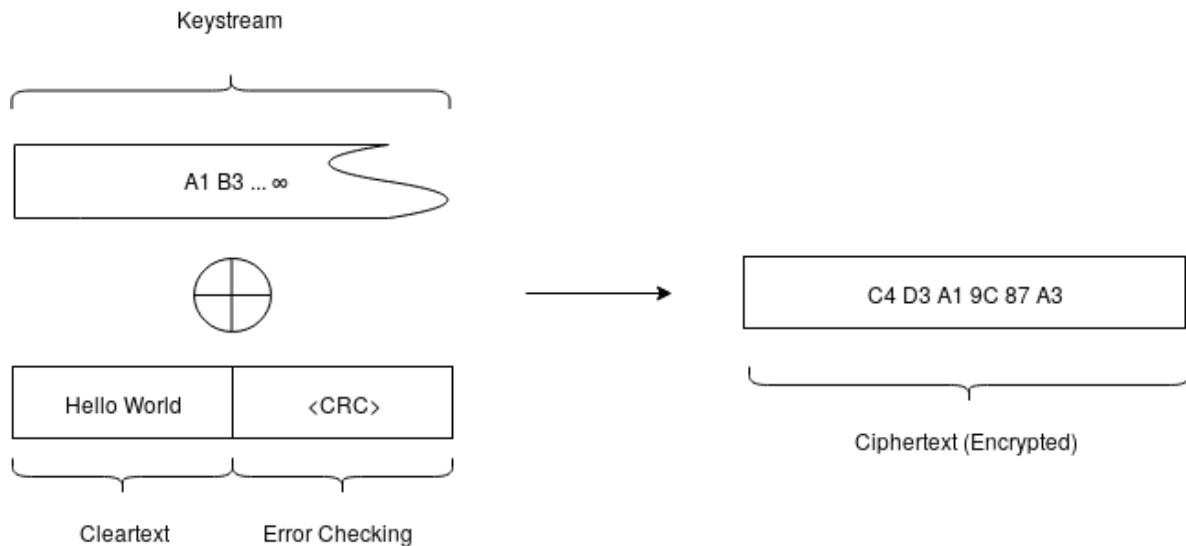 Keystream
A1 B3 ... ∞
Hello World
<CRC>
C4 D3 A1 9C 87 A3
Cleartext
Error Checking
Ciphertext (Encrypted)